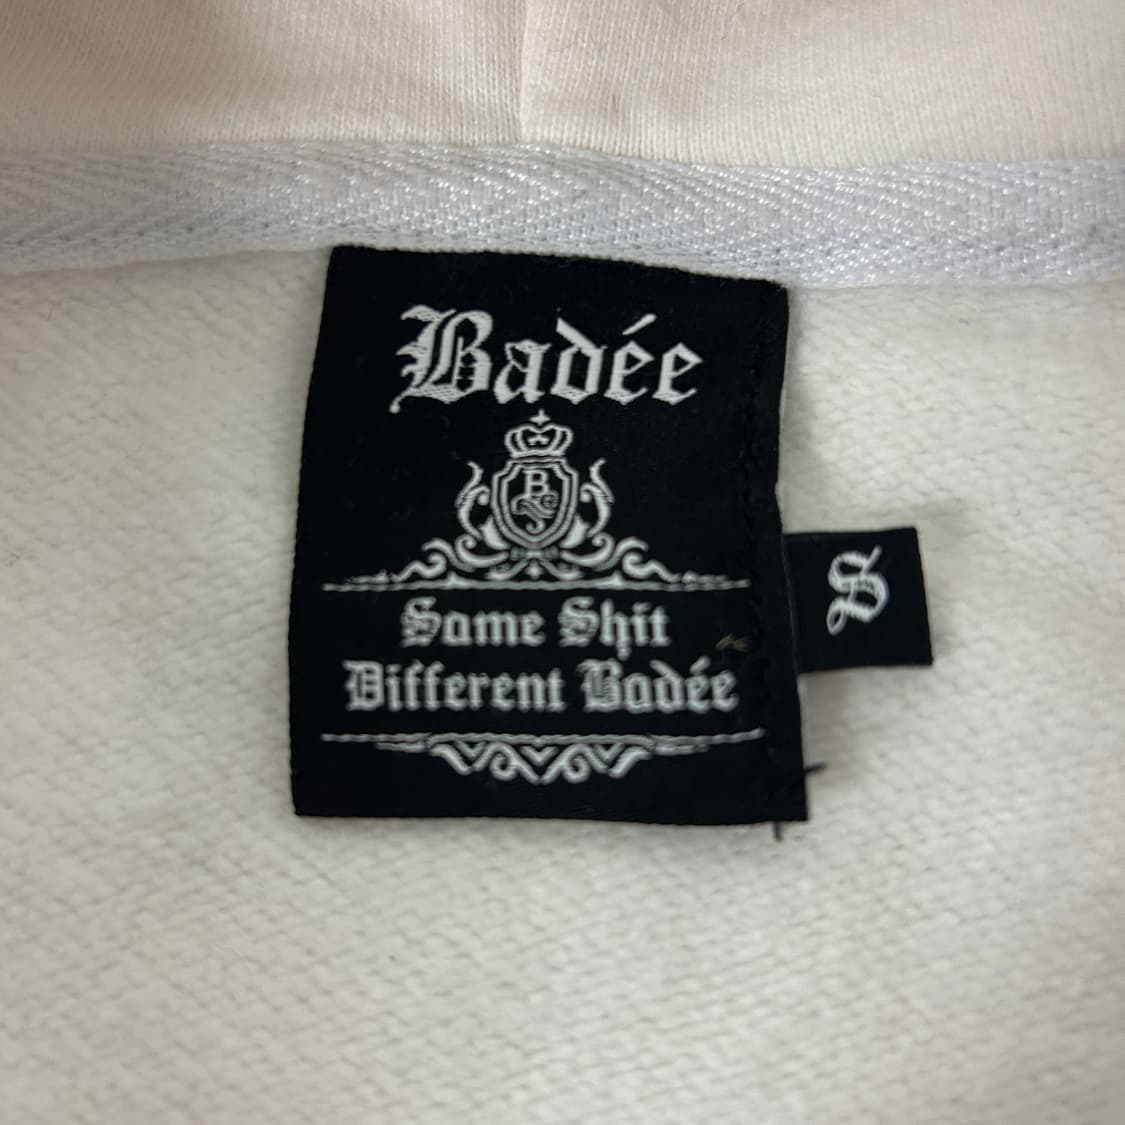 Badée
B
Same Shit
Different Badée
S